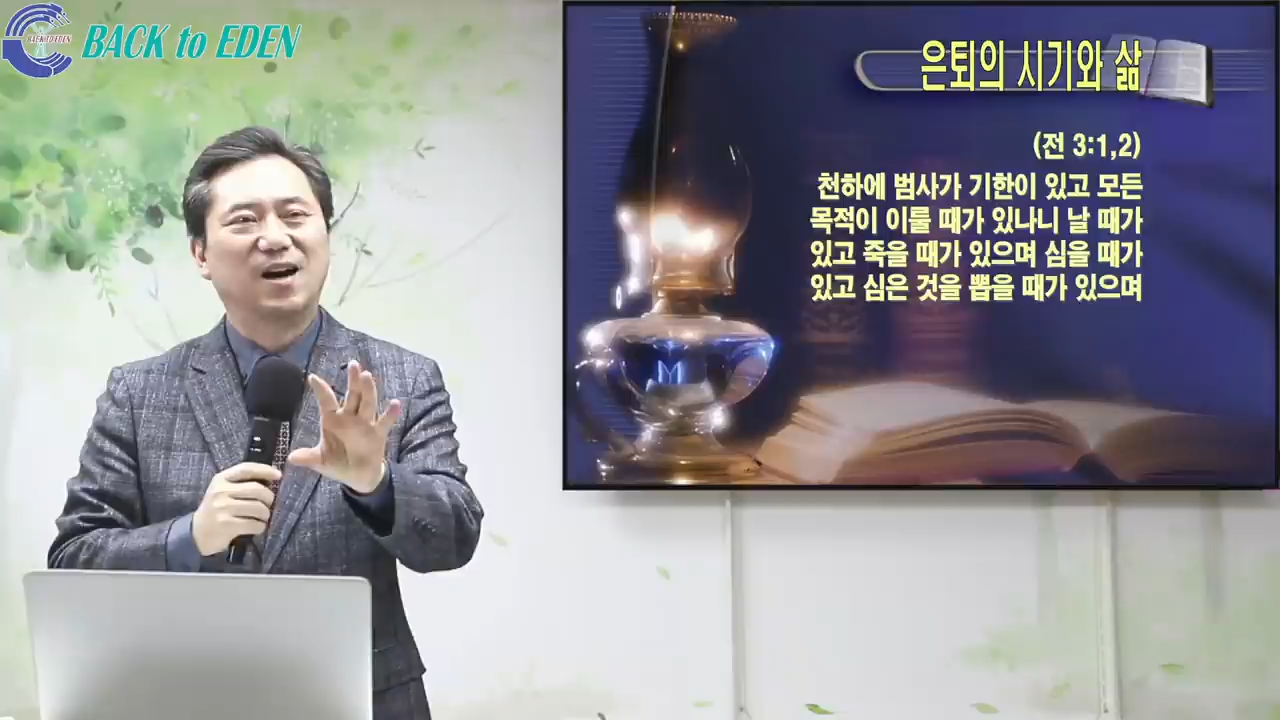 BACKTOEDEN
BACK to EDEN
은퇴의 시기와 삶
(전 3:1,2)
천하에 범사가 기한이 있고 모든
목적이 이룰 때가 있나니 날 때가
있고 죽을 때가 있으며 심을 때가
있고 심은 것을 뽑을 때가 있으며